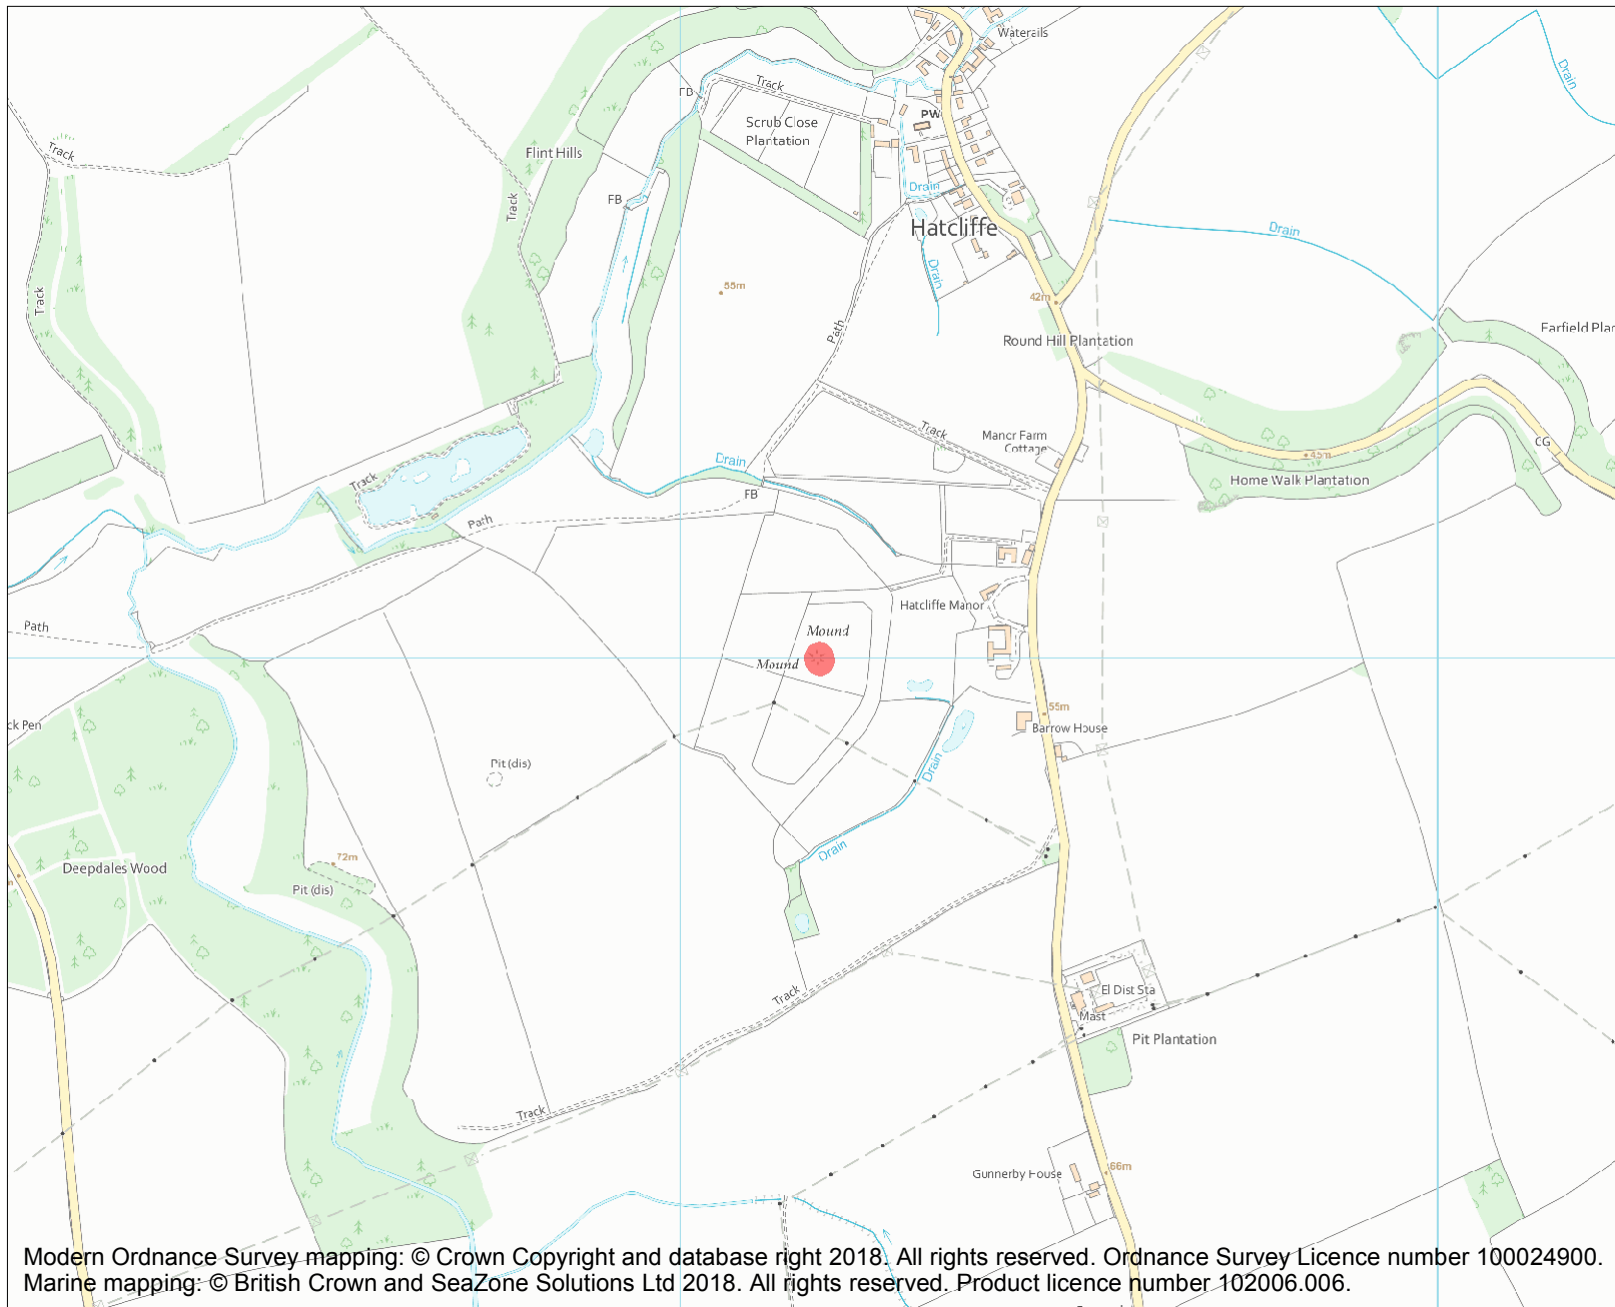 Waterails
Drain
Track
FB
Scrub Close
Plantation
PW
Track
Flint Hills
Track
FB
Drain
Hatcliffe
Drain
Drain
Track
55m
42m
Path
Round Hill Plantation
Farfield Plan
Track
Manor Farm
Cottage
CG
45m
Drain
Track
Home Walk Plantation
FB
Path
Hatcliffe Manor
Path
Mound
Mound
55m
ck Pen
Barrow House
Pit (dis)
Drain
Drain
72m
Deepdales Wood
Pit (dis)
Track
El Dist Sta
Mast
Pit Plantation
Track
Gunnerby House
66m
Modern Ordnance Survey mapping: © Crown Copyright and database right 2018. All rights reserved. Ordnance Survey Licence number 100024900.
Marine mapping: © British Crown and SeaZone Solutions Ltd 2018. All rights reserved. Product licence number 102006.006.